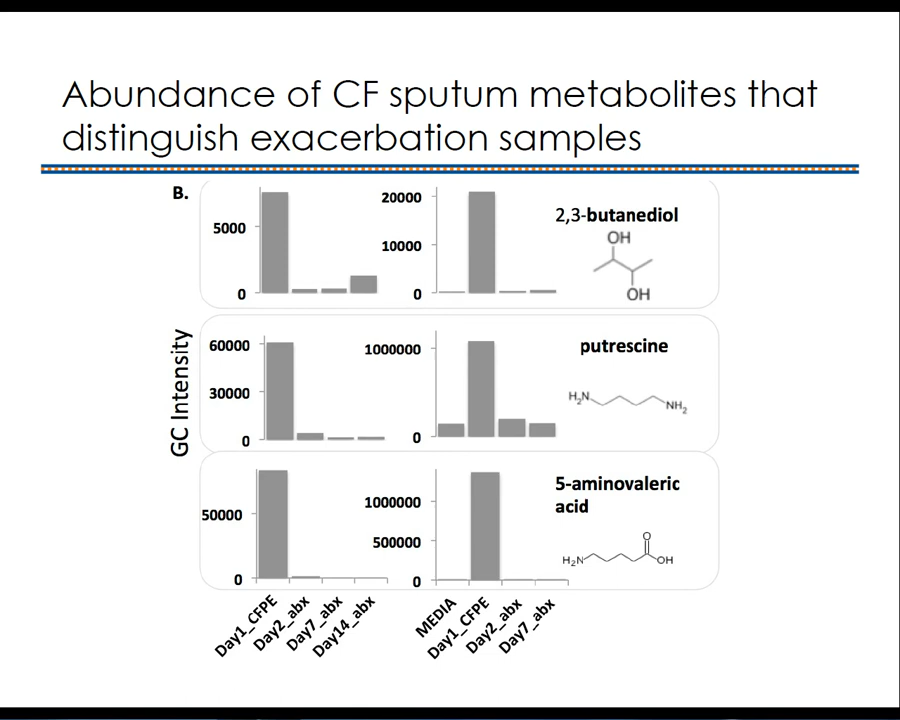 Abundance of CF sputum metabolites that
distinguish exacerbation samples
B.
GC Intensity
5000
0
20000
10000
0
2,3-butanediol
OH
OH
60000
30000
0
1000000
0
putrescine
H₂N
NH₂
50000
0
1000000
500000
0
5-aminovaleric
acid
O
H₂N
OH
Day1_CFPE
Day2_abx
Day7_abx
Day14_abx
MEDIA
Day1_CFPE
Day2_abx
Day7_abx